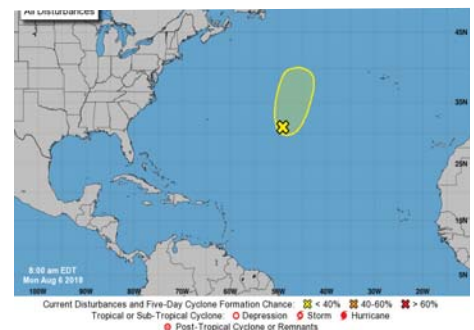 All Disturbances
45N
35N
25N
15N
5N
8:00 am EDT
Mon Aug 6 2018
100W 90W 80W 70W 60W 50W 40W 30W 20W
Current Disturbances and Five-Day Cyclone Formation Chance: < 40% 40-60% > 60%
Tropical or Sub-Tropical Cyclone: Depression Storm Hurricane
Post-Tropical Cyclone or Remnants